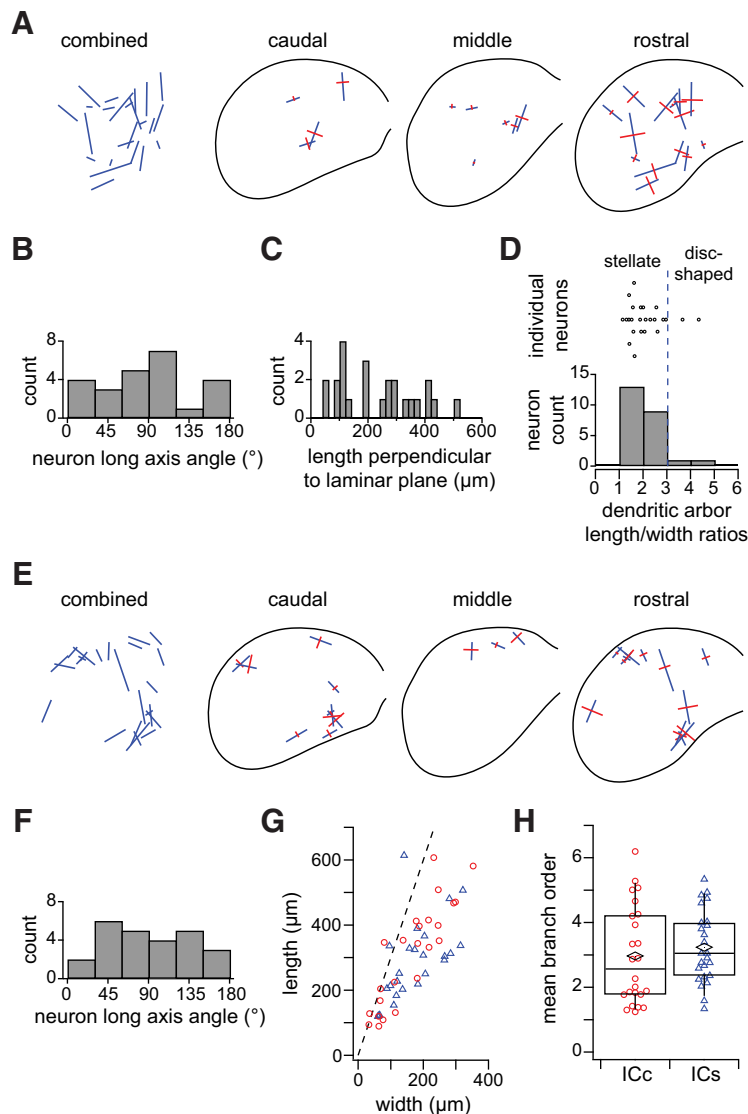 A
combined
caudal
middle
rostral
B
C
D
stellate
disc-
shaped
individual
neurons
8
4
0
count
0
45
90
135
180
neuron long axis angle (°)
4
2
0
count
0
200
400
600
length perpendicular
to laminar plane (µm)
15
10
5
0
neuron
count
0
1
2
3
4
5
6
dendritic arbor
length/width ratios
E
combined
caudal
middle
rostral
F
G
H
8
4
0
count
0
45
90
135
180
neuron long axis angle (°)
600
400
200
0
length (µm)
0
200
400
width (µm)
6
4
2
0
mean branch order
ICc
ICs